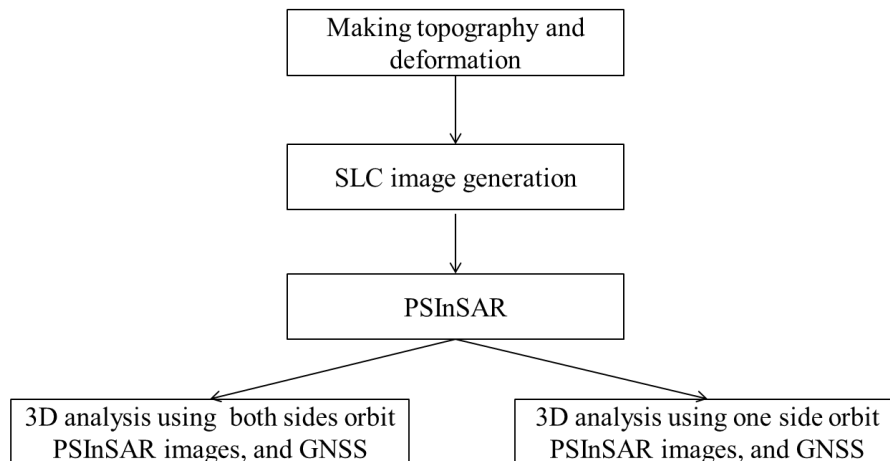 Making topography and
deformation
SLC image generation
PSInSAR
3D analysis using both sides orbit
PSInSAR images, and GNSS
3D analysis using one side orbit
PSInSAR images, and GNSS